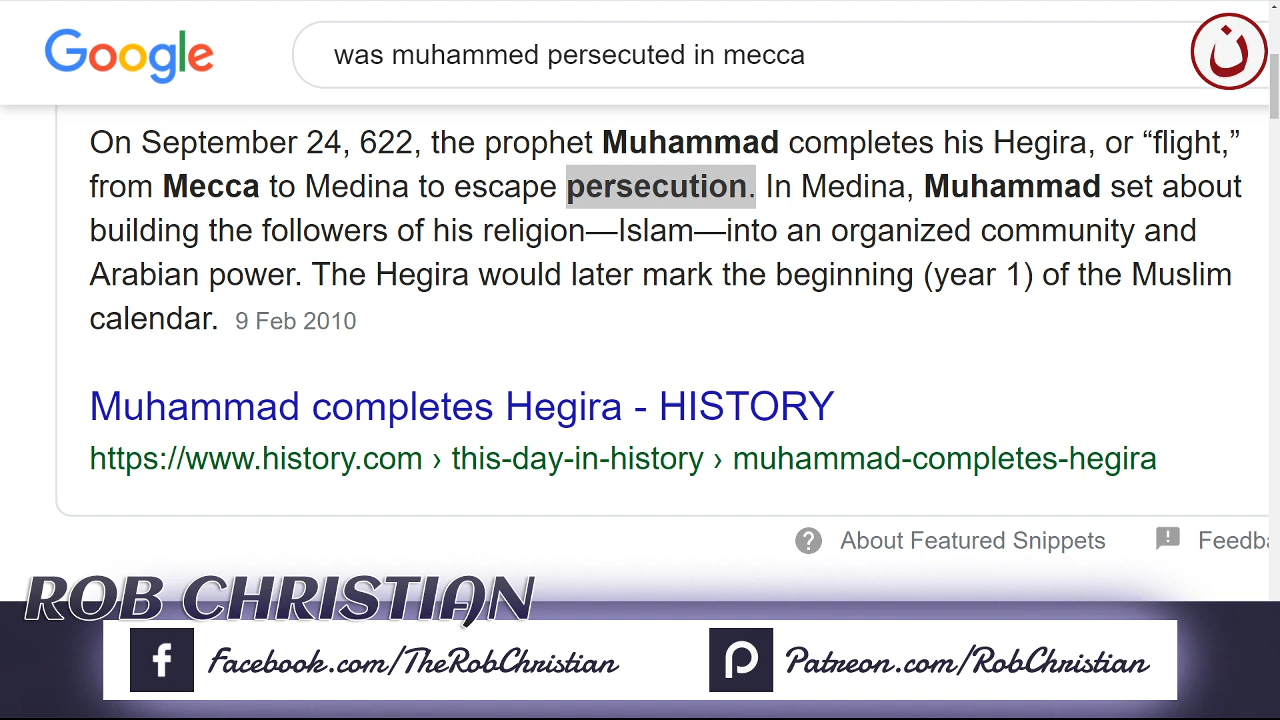 Google
was muhammed persecuted in mecca
ن
On September 24, 622, the prophet Muhammad completes his Hegira, or “flight,”
from Mecca to Medina to escape persecution. In Medina, Muhammad set about
building the followers of his religion—Islam—into an organized community and
Arabian power. The Hegira would later mark the beginning (year 1) of the Muslim
calendar. 9 Feb 2010
Muhammad completes Hegira - HISTORY
https://www.history.com › this-day-in-history › muhammad-completes-hegira
About Featured Snippets
Feedba
ROB CHRISTIAN
Facebook.com/TheRobChristian
Patreon.com/RobChristian